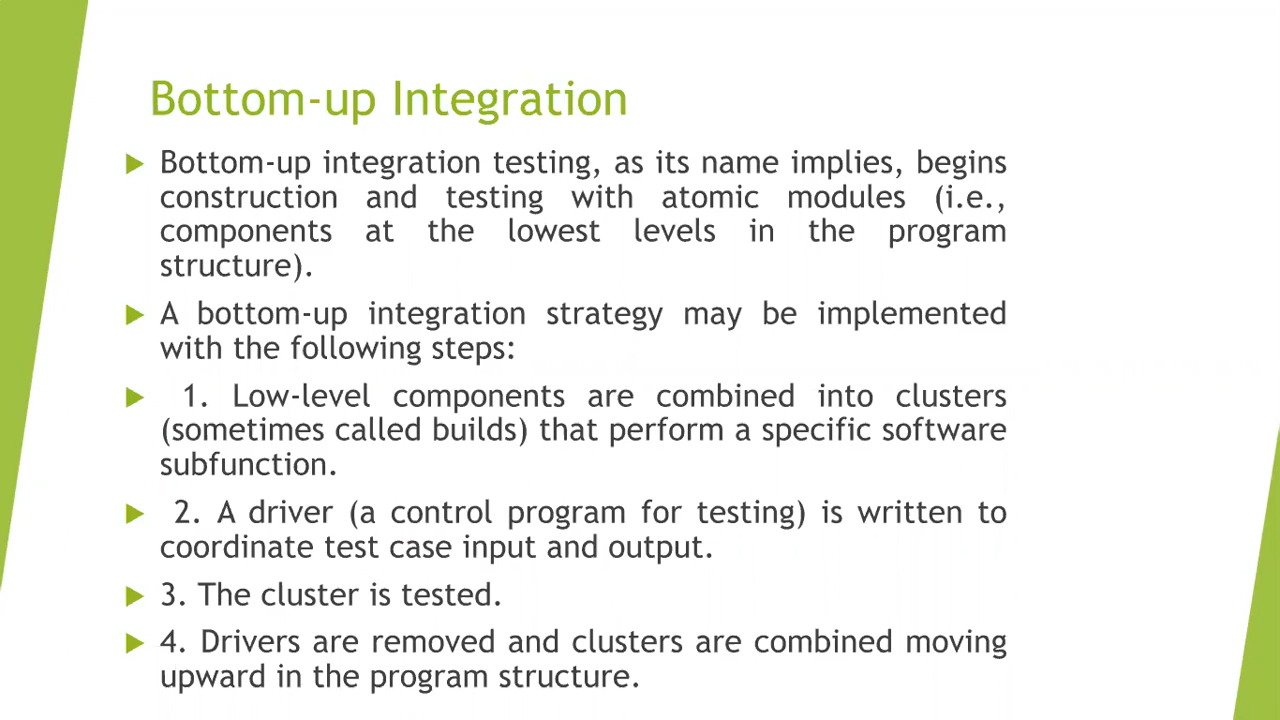 Bottom-up Integration
Bottom-up integration testing, as its name implies, begins
construction and testing with atomic modules (i.e.,
components at the lowest levels in the program
structure).
A bottom-up integration strategy may be implemented
with the following steps:
1. Low-level components are combined into clusters
(sometimes called builds) that perform a specific software
subfunction.
2. A driver (a control program for testing) is written to
coordinate test case input and output.
3. The cluster is tested.
4. Drivers are removed and clusters are combined moving
upward in the program structure.